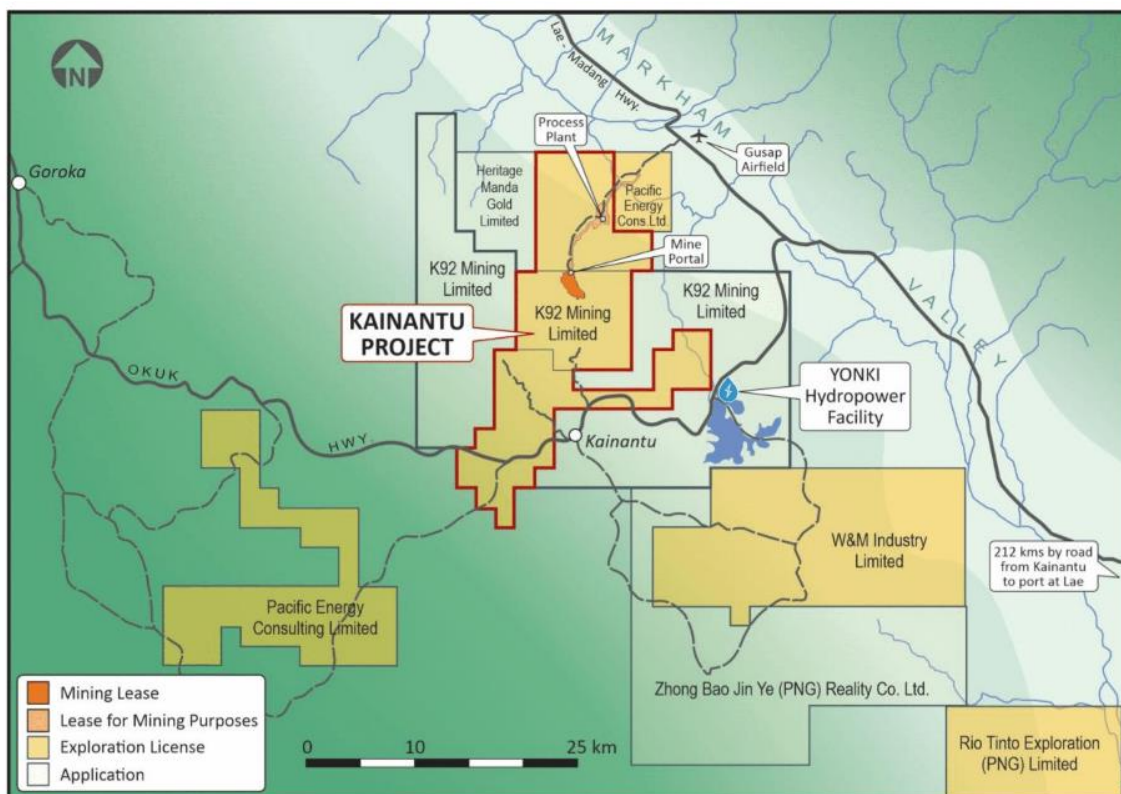 N
MARKHAM
Lae - Madang Hwy.
VALLEY
Process
Plant
Gusap
Airfield
Goroka
Heritage
Manda
Gold
Limited
Pacific
Energy
Cons.Ltd.
K92 Mining
Limited
Mine
Portal
K92 Mining
Limited
K92 Mining
Limited
KAINANTU
PROJECT
OKUK
HWY.
YONKI
Hydropower
Facility
Kainantu
W&M Industry
Limited
212 kms by road
from Kainantu
to port at Lae
Pacific Energy
Consulting Limited
Zhong Bao Jin Ye (PNG) Reality Co. Ltd.
Rio Tinto Exploration
(PNG) Limited
Mining Lease
Lease for Mining Purposes
Exploration License
Application
0 10 25 km